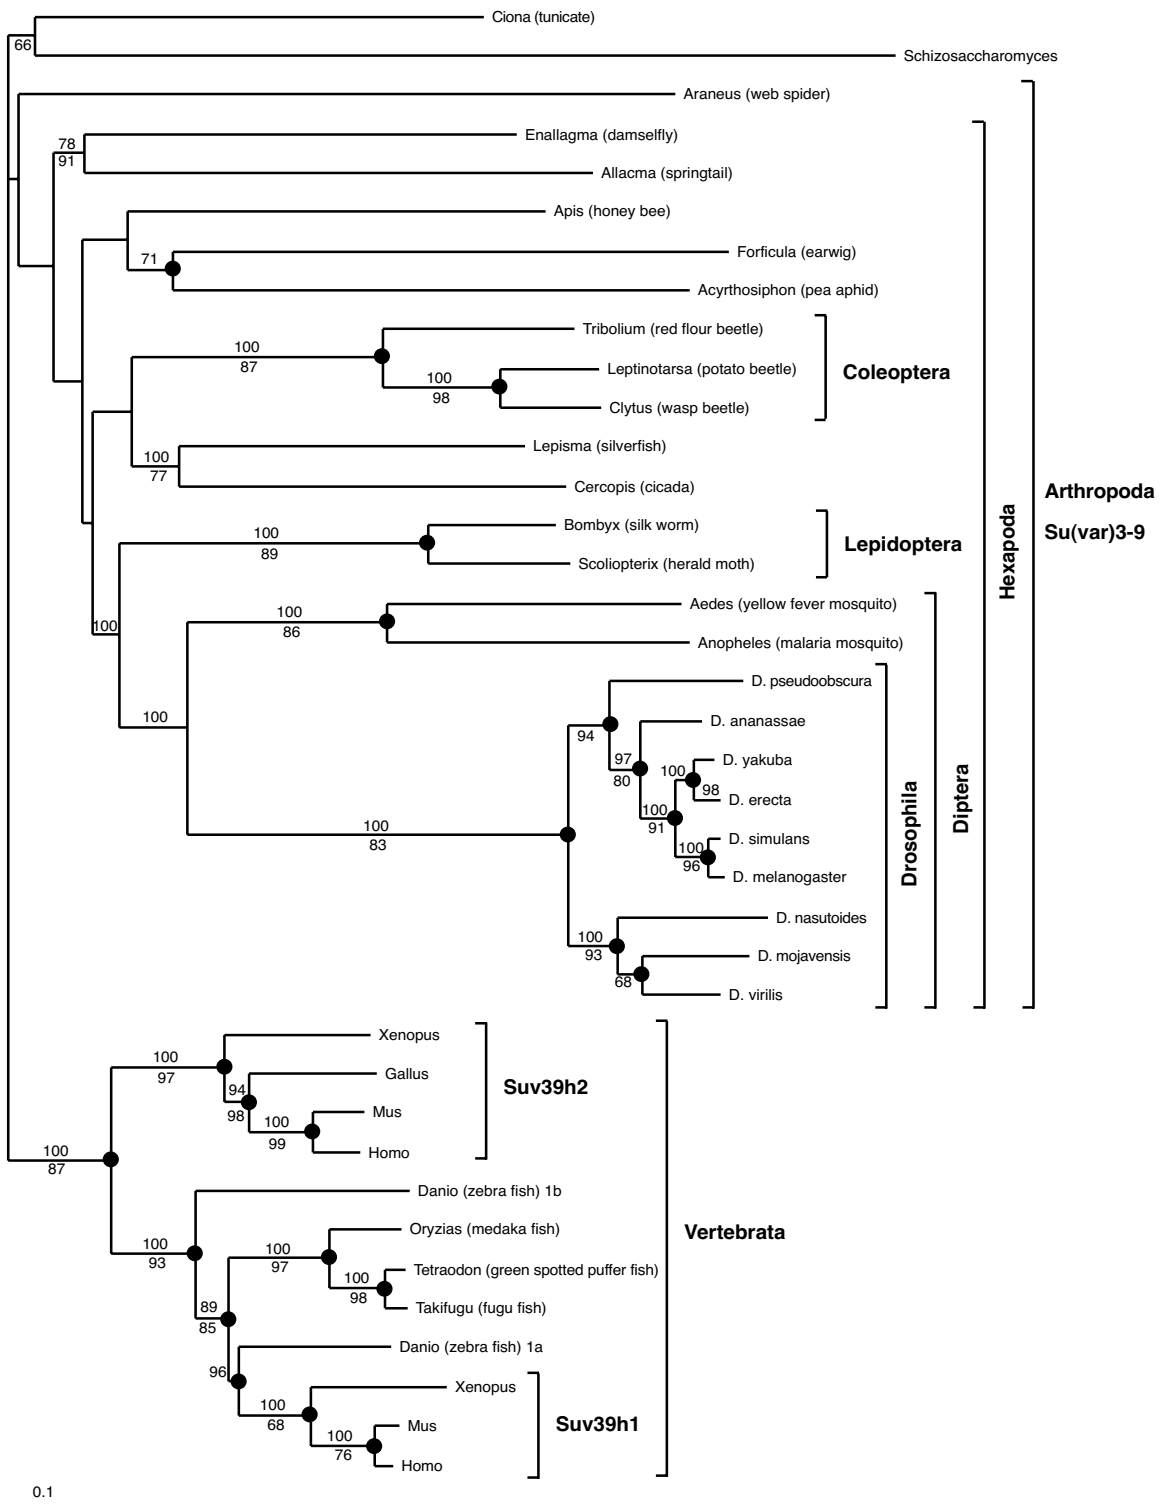 Ciona (tunicate)
66
Schizosaccharomyces
Araneus (web spider)
Enallagma (damselfly)
78
91
Allacma (springtail)
Apis (honey bee)
Forficula (earwig)
71
Acyrthosiphon (pea aphid)
Tribolium (red flour beetle)
100
87
Leptinotarsa (potato beetle)
Coleoptera
100
98
Clytus (wasp beetle)
Lepisma (silverfish)
100
77
Cercopis (cicada)
Arthropoda
Su(var)3-9
Hexapoda
Bombyx (silk worm)
100
89
Lepidoptera
Scoliopterix (herald moth)
Aedes (yellow fever mosquito)
100
86
100
Anopheles (malaria mosquito)
D. pseudoobscura
100
D. ananassae
94
97
80
D. yakuba
100
98
D. erecta
Diptera
Drosophila
100
91
100
83
D. simulans
100
96
D. melanogaster
D. nasutoides
100
93
D. mojavensis
68
D. virilis
Xenopus
100
97
Gallus
Suv39h2
94
98
Mus
100
99
Homo
100
87
Danio (zebra fish) 1b
Oryzias (medaka fish)
Vertebrata
100
93
100
97
Tetraodon (green spotted puffer fish)
100
98
Takifugu (fugu fish)
89
85
Danio (zebra fish) 1a
96
Xenopus
100
68
Mus
Suv39h1
100
76
Homo
0.1